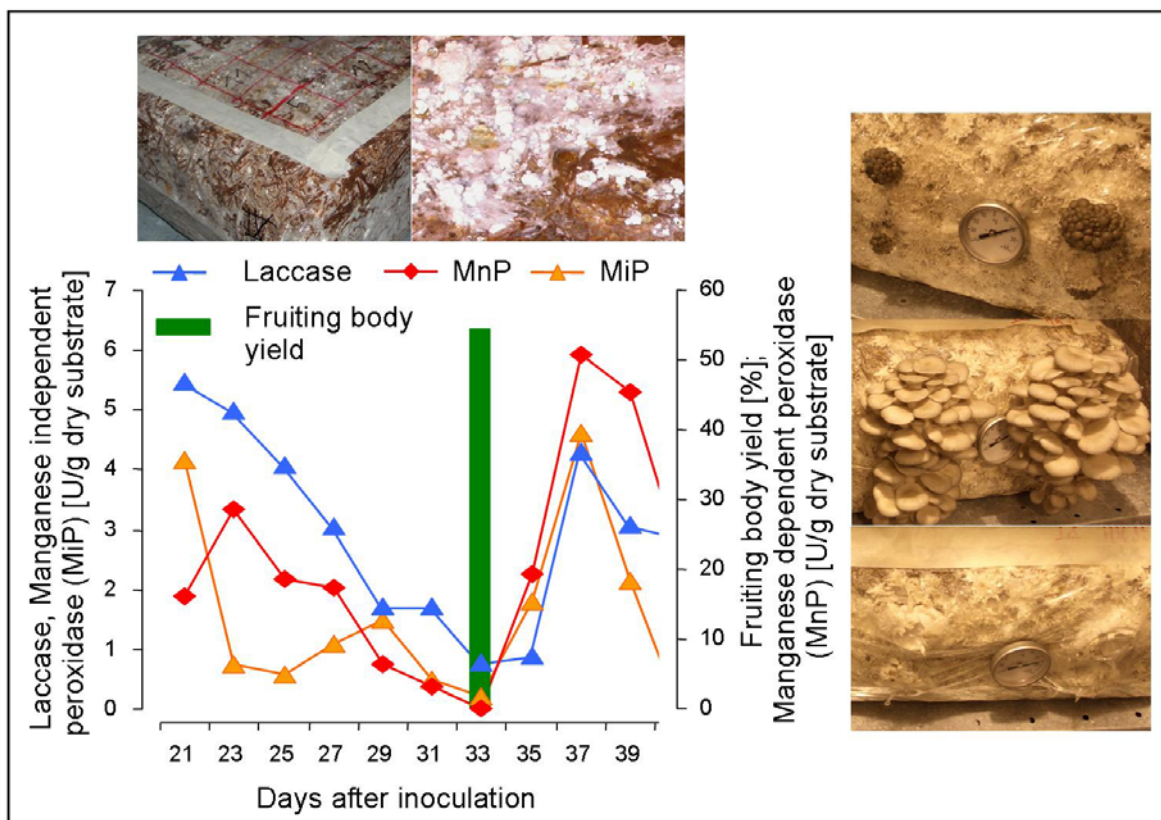 Laccase
MnP
MiP
Fruiting body
yield
Laccase, Manganese independent
peroxidase (MiP) [U/g dry substrate]
7
6
5
4
3
2
1
0
60
50
40
30
20
10
0
Fruiting body yield [%];
Manganese dependent peroxidase
(MnP) [U/g dry substrate]
21 23 25 27 29 31 33 35 37 39
Days after inoculation